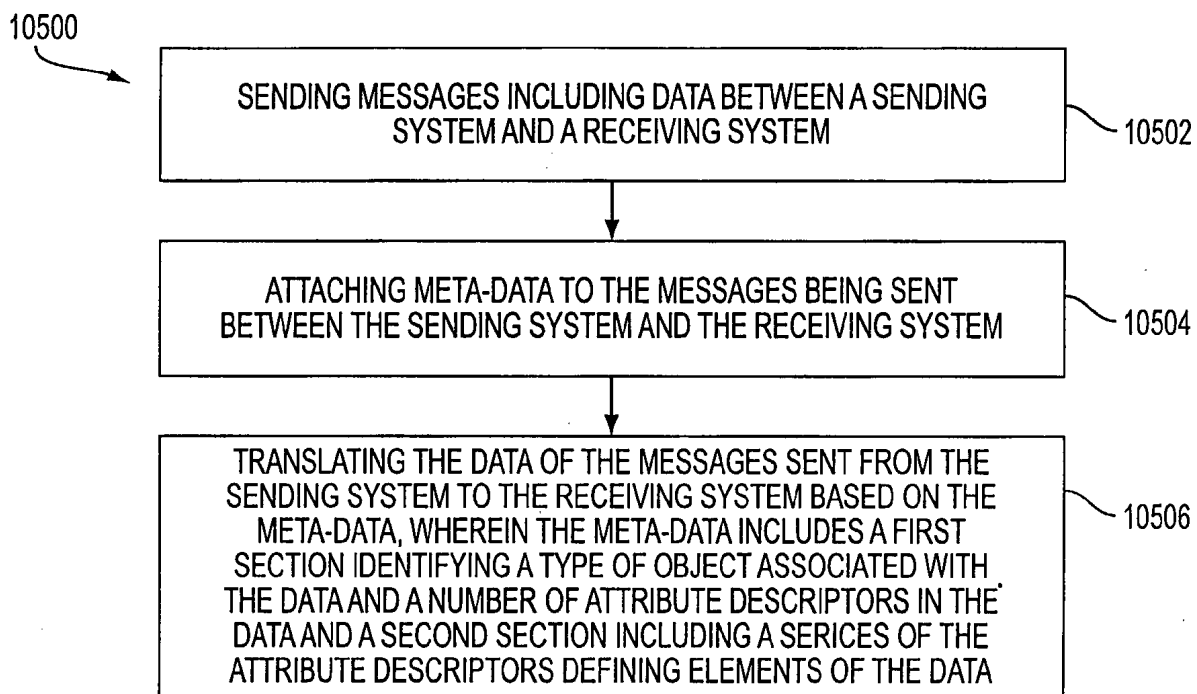 10500
SENDING MESSAGES INCLUDING DATA BETWEEN A SENDING
SYSTEM AND A RECEIVING SYSTEM
10502
ATTACHING META-DATA TO THE MESSAGES BEING SENT
BETWEEN THE SENDING SYSTEM AND THE RECEIVING SYSTEM
10504
TRANSLATING THE DATA OF THE MESSAGES SENT FROM THE
SENDING SYSTEM TO THE RECEIVING SYSTEM BASED ON THE
META-DATA, WHEREIN THE META-DATA INCLUDES A FIRST
SECTION IDENTIFYING A TYPE OF OBJECT ASSOCIATED WITH
THE DATA AND A NUMBER OF ATTRIBUTE DESCRIPTORS IN THE
DATA AND A SECOND SECTION INCLUDING A SERICES OF THE
ATTRIBUTE DESCRIPTORS DEFINING ELEMENTS OF THE DATA
10506